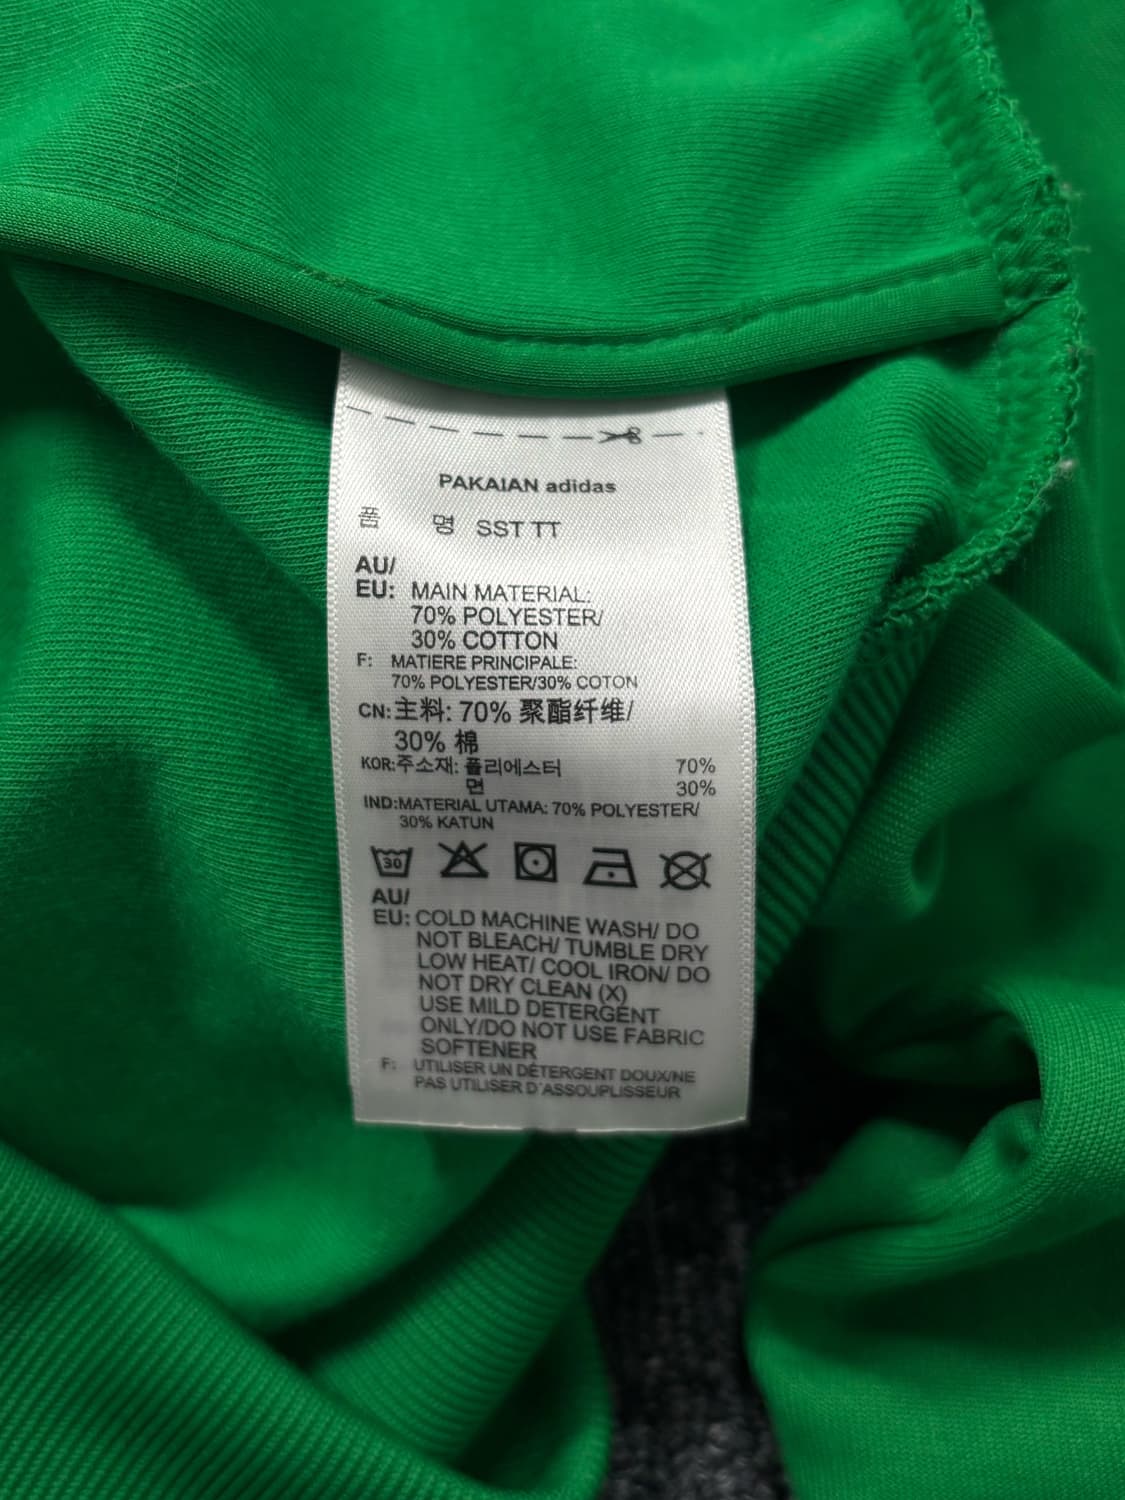 PAKAIAN adidas
품 명 SST TT
AU/
EU: MAIN MATERIAL:
70% POLYESTER/
30% COTTON
F: MATIERE PRINCIPALE:
70% POLYESTER/30% COTON
CN:主料: 70% 聚酯纤维/
30% 棉
KOR:주소재: 폴리에스터 70%
면 30%
IND:MATERIAL UTAMA: 70% POLYESTER/
30% KATUN
30
AU/
EU: COLD MACHINE WASH/ DO
NOT BLEACH/ TUMBLE DRY
LOW HEAT/ COOL IRON/ DO
NOT DRY CLEAN (X)
USE MILD DETERGENT
ONLY/DO NOT USE FABRIC
SOFTENER
F: UTILISER UN DÉTERGENT DOUX/NE
PAS UTILISER D'ASSOUPLISSEUR